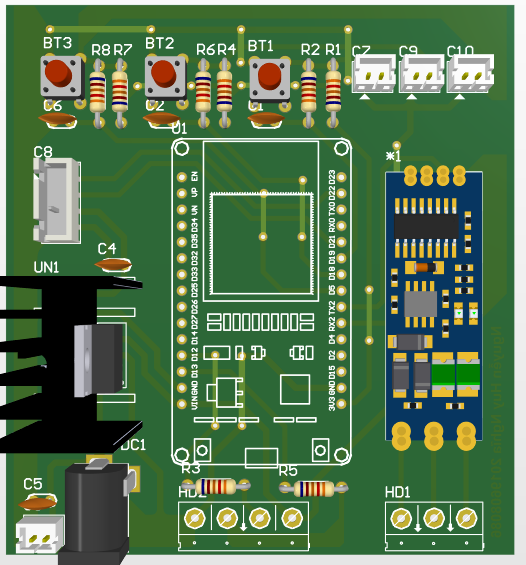 BT3
R8 R7
BT2
R6 R4
BT1
R2 R1
C7
C9
C10
C6
C2
C1
U1
*1
C8
C4
UN1
EN
VP
VN
D34
D35
D32
D33
D25
D26
D27
D14
D12
D13
GND
VIN
D23
D22
TX0
RX0
D21
D19
D18
D5
TX2
RX2
D4
D2
D15
GND
3V3
DC1
C5
R3
R5
HD2
HD1